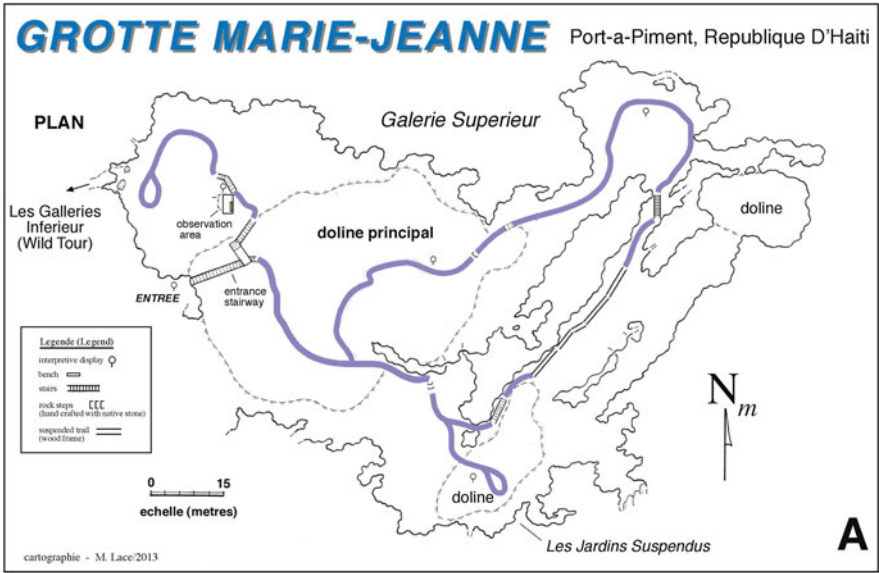 GROTTE MARIE-JEANNE Port-a-Piment, Republique D'Haiti
PLAN
Galerie Superieur
Les Galleries
Inferieur
(Wild Tour)
observation
area
doline principal
doline
ENTREE
entrance
stairway
Legende (Legend)
interpretive display
bench
stairs
rock steps
(hand crafted with native stone)
suspended trail
(wood frame)
Nm
0 15
echelle (metres)
doline
Les Jardins Suspendus
A
cartographie - M. Lace/2013